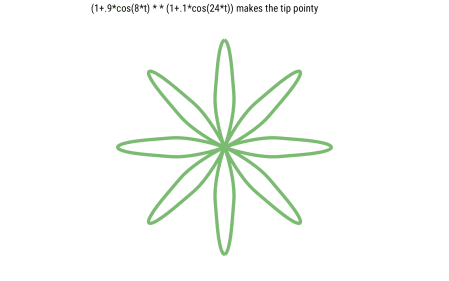 (1+.9*cos(8*t) * * (1+.1*cos(24*t)) makes the tip pointy